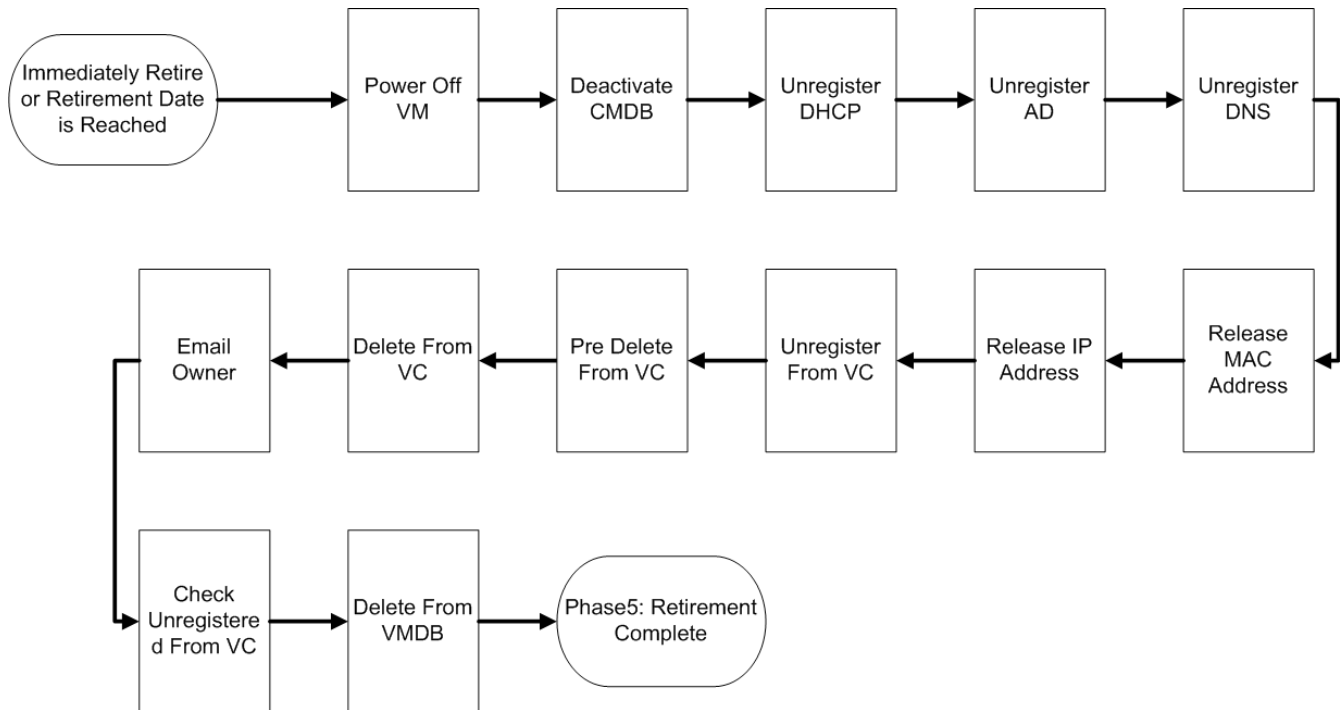 Immediately Retire
or Retirement Date
is Reached
Power Off
VM
Deactivate
CMDB
Unregister
DHCP
Unregister
AD
Unregister
DNS
Release
MAC
Address
Release IP
Address
Unregister
From VC
Pre Delete
From VC
Delete From
VC
Email
Owner
Check
Unregistere
d From VC
Delete From
VMDB
Phase5: Retirement
Complete